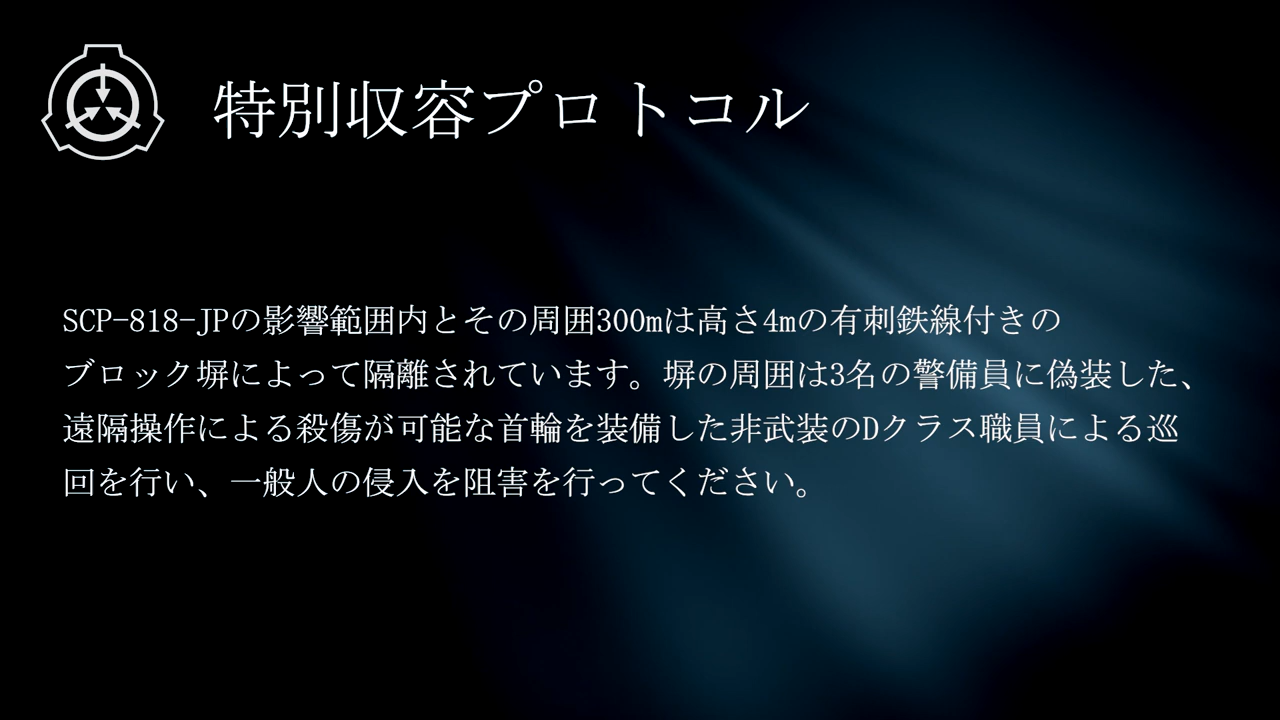 特別収容プロトコル
SCP-818-JPの影響範囲内とその周囲300mは高さ4mの有刺鉄線付きの
ブロック塀によって隔離されています。塀の周囲は3名の警備員に偽装した、
遠隔操作による殺傷が可能な首輪を装備した非武装のDクラス職員による巡
回を行い、一般人の侵入を阻害を行ってください。